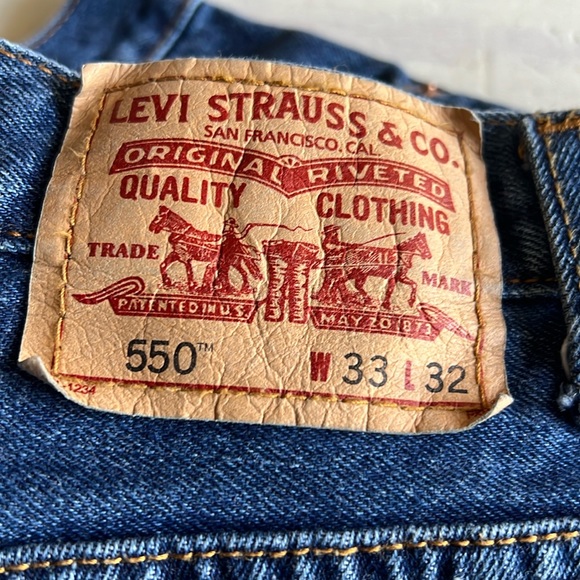 LEVI STRAUSS & CO.
SAN FRANCISCO, CAL.
ORIGINAL RIVETED
QUALITY CLOTHING
TRADE MARK
PATENTED IN U.S. MAY 20 1873
550™ W 33 L 32
1234